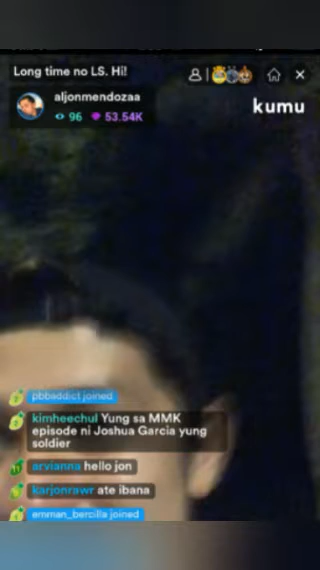 Long time no LS. Hi!
aljonmendozaa
96 53.54K
kumu
pbbaddict joined
kimheechul Yung sa MMK
episode ni Joshua Garcia yung
soldier
arvianna hello jon
karjonrawr ate ibana
emman_barcilla joined